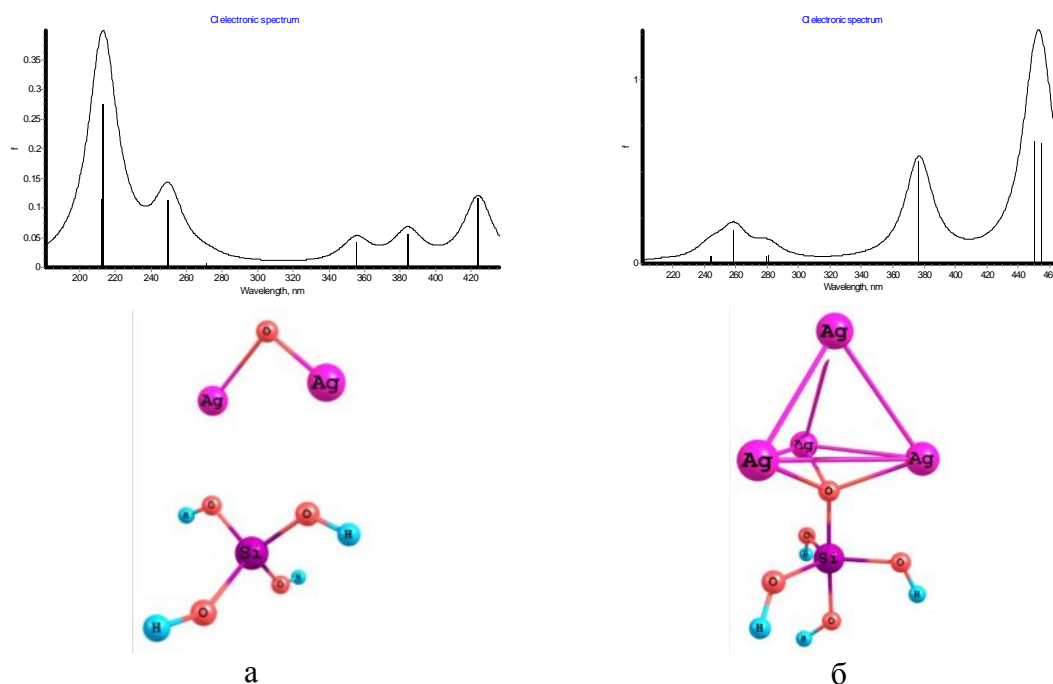 CI electronic spectrum
0.35
0.3
0.25
0.2
0.15
0.1
0.05
0
f
200 220 240 260 280 300 320 340 360 380 400 420
Wavelength, nm
CI electronic spectrum
1
0
f
220 240 260 280 300 320 340 360 380 400 420 440 460
Wavelength, nm
O
Ag Ag
O O
H H
Si
O H
O
H
а
Ag
Ag
Ag Ag
O
O
H Si O
O H
H O
H
б